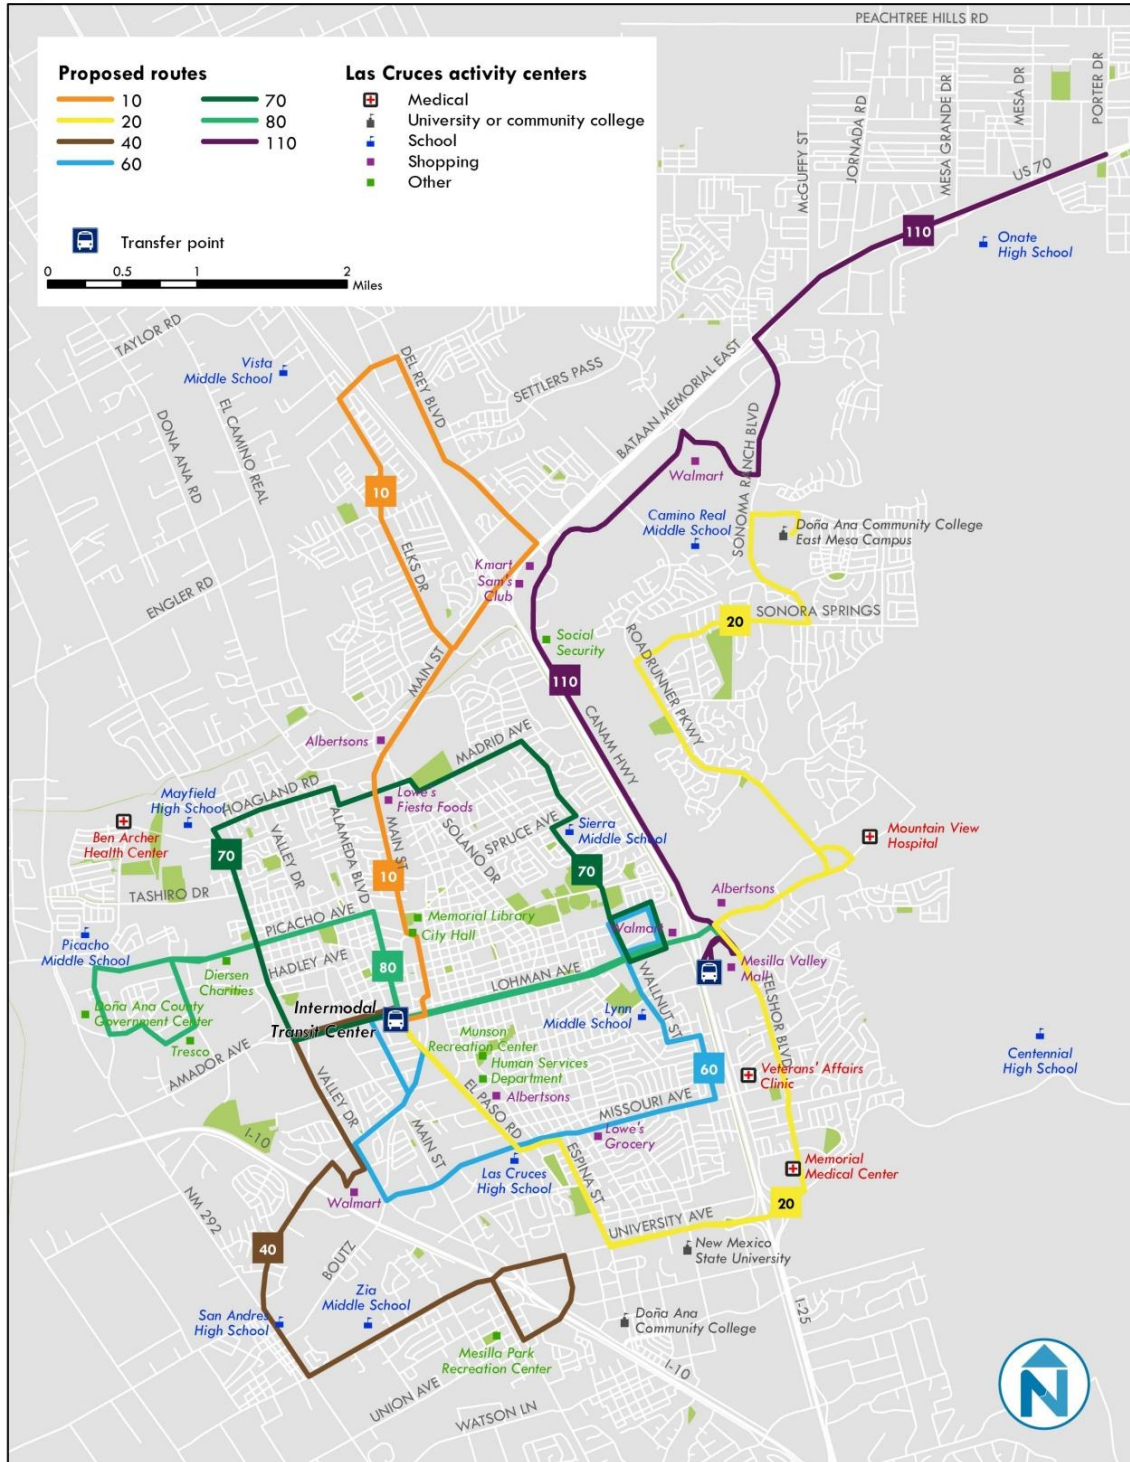 PEACHTREE HILLS RD
Proposed routes
10
20
40
60
70
80
110
Las Cruces activity centers
Medical
University or community college
School
Shopping
Other
Transfer point
0
0.5
1
2
Miles
McGUFFY ST
JORNADA RD
MESA GRANDE DR
MESA DR
PORTER DR
US 70
110
Onate
High School
TAYLOR RD
Vista
Middle School
DEL REY BLVD
SETTLERS PASS
BATAAN MEMORIAL EAST
DONA ANA RD
EL CAMINO REAL
10
ELKS DR
Walmart
SONOMA RANCH BLVD
Camino Real
Middle School
Doña Ana Community College
East Mesa Campus
Kmart
Sam's
Club
ENGLER RD
SONORA SPRINGS
20
Social
Security
ROADRUNNER PKWY
MAIN ST
110
CANAM HWY
Albertsons
MADRID AVE
Mayfield
High School
HOAGLAND RD
Lowe's
Fiesta Foods
Ben Archer
Health Center
ALAMEDA BLVD
VALLEY DR
MAIN ST
SOLANO DR
SPRUCE AVE
Sierra
Middle School
Mountain View
Hospital
70
70
10
TASHIRO DR
PICACHO AVE
Albertsons
Memorial Library
City Hall
Walmart
Picacho
Middle School
HADLEY AVE
80
LOHMAN AVE
Diersen
Charities
Mesilla Valley
Mall
WALLNUT ST
TELSHOR BLVD
Doña Ana County
Government Center
Intermodal
Transit Center
Lynn
Middle School
Tresco
AMADOR AVE
Munson
Recreation Center
Human Services
Department
Centennial
High School
60
Veterans' Affairs
Clinic
VALLEY DR
Albertsons
EL PASO RD
MISSOURI AVE
I-10
MAIN ST
Lowe's
Grocery
Las Cruces
High School
ESPINA ST
Memorial
Medical Center
Walmart
NM 292
20
UNIVERSITY AVE
40
BOUTZ
New Mexico
State University
Zia
Middle School
San Andres
High School
I-25
Doña Ana
Community College
Mesilla Park
Recreation Center
I-10
UNION AVE
WATSON LN
N